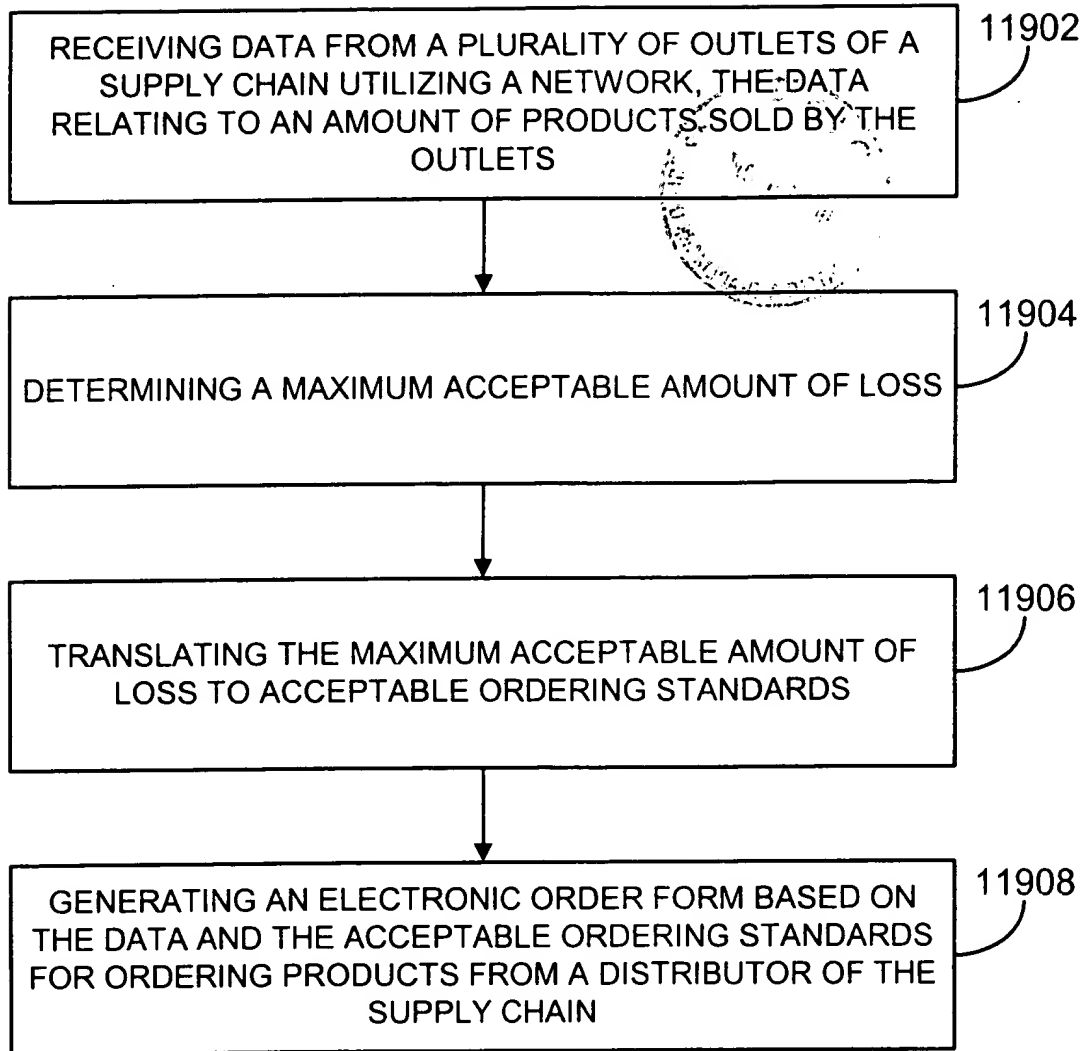 RECEIVING DATA FROM A PLURALITY OF OUTLETS OF A
SUPPLY CHAIN UTILIZING A NETWORK, THE DATA
RELATING TO AN AMOUNT OF PRODUCTS SOLD BY THE
OUTLETS
11902
DETERMINING A MAXIMUM ACCEPTABLE AMOUNT OF LOSS
11904
TRANSLATING THE MAXIMUM ACCEPTABLE AMOUNT OF
LOSS TO ACCEPTABLE ORDERING STANDARDS
11906
GENERATING AN ELECTRONIC ORDER FORM BASED ON
THE DATA AND THE ACCEPTABLE ORDERING STANDARDS
FOR ORDERING PRODUCTS FROM A DISTRIBUTOR OF THE
SUPPLY CHAIN
11908